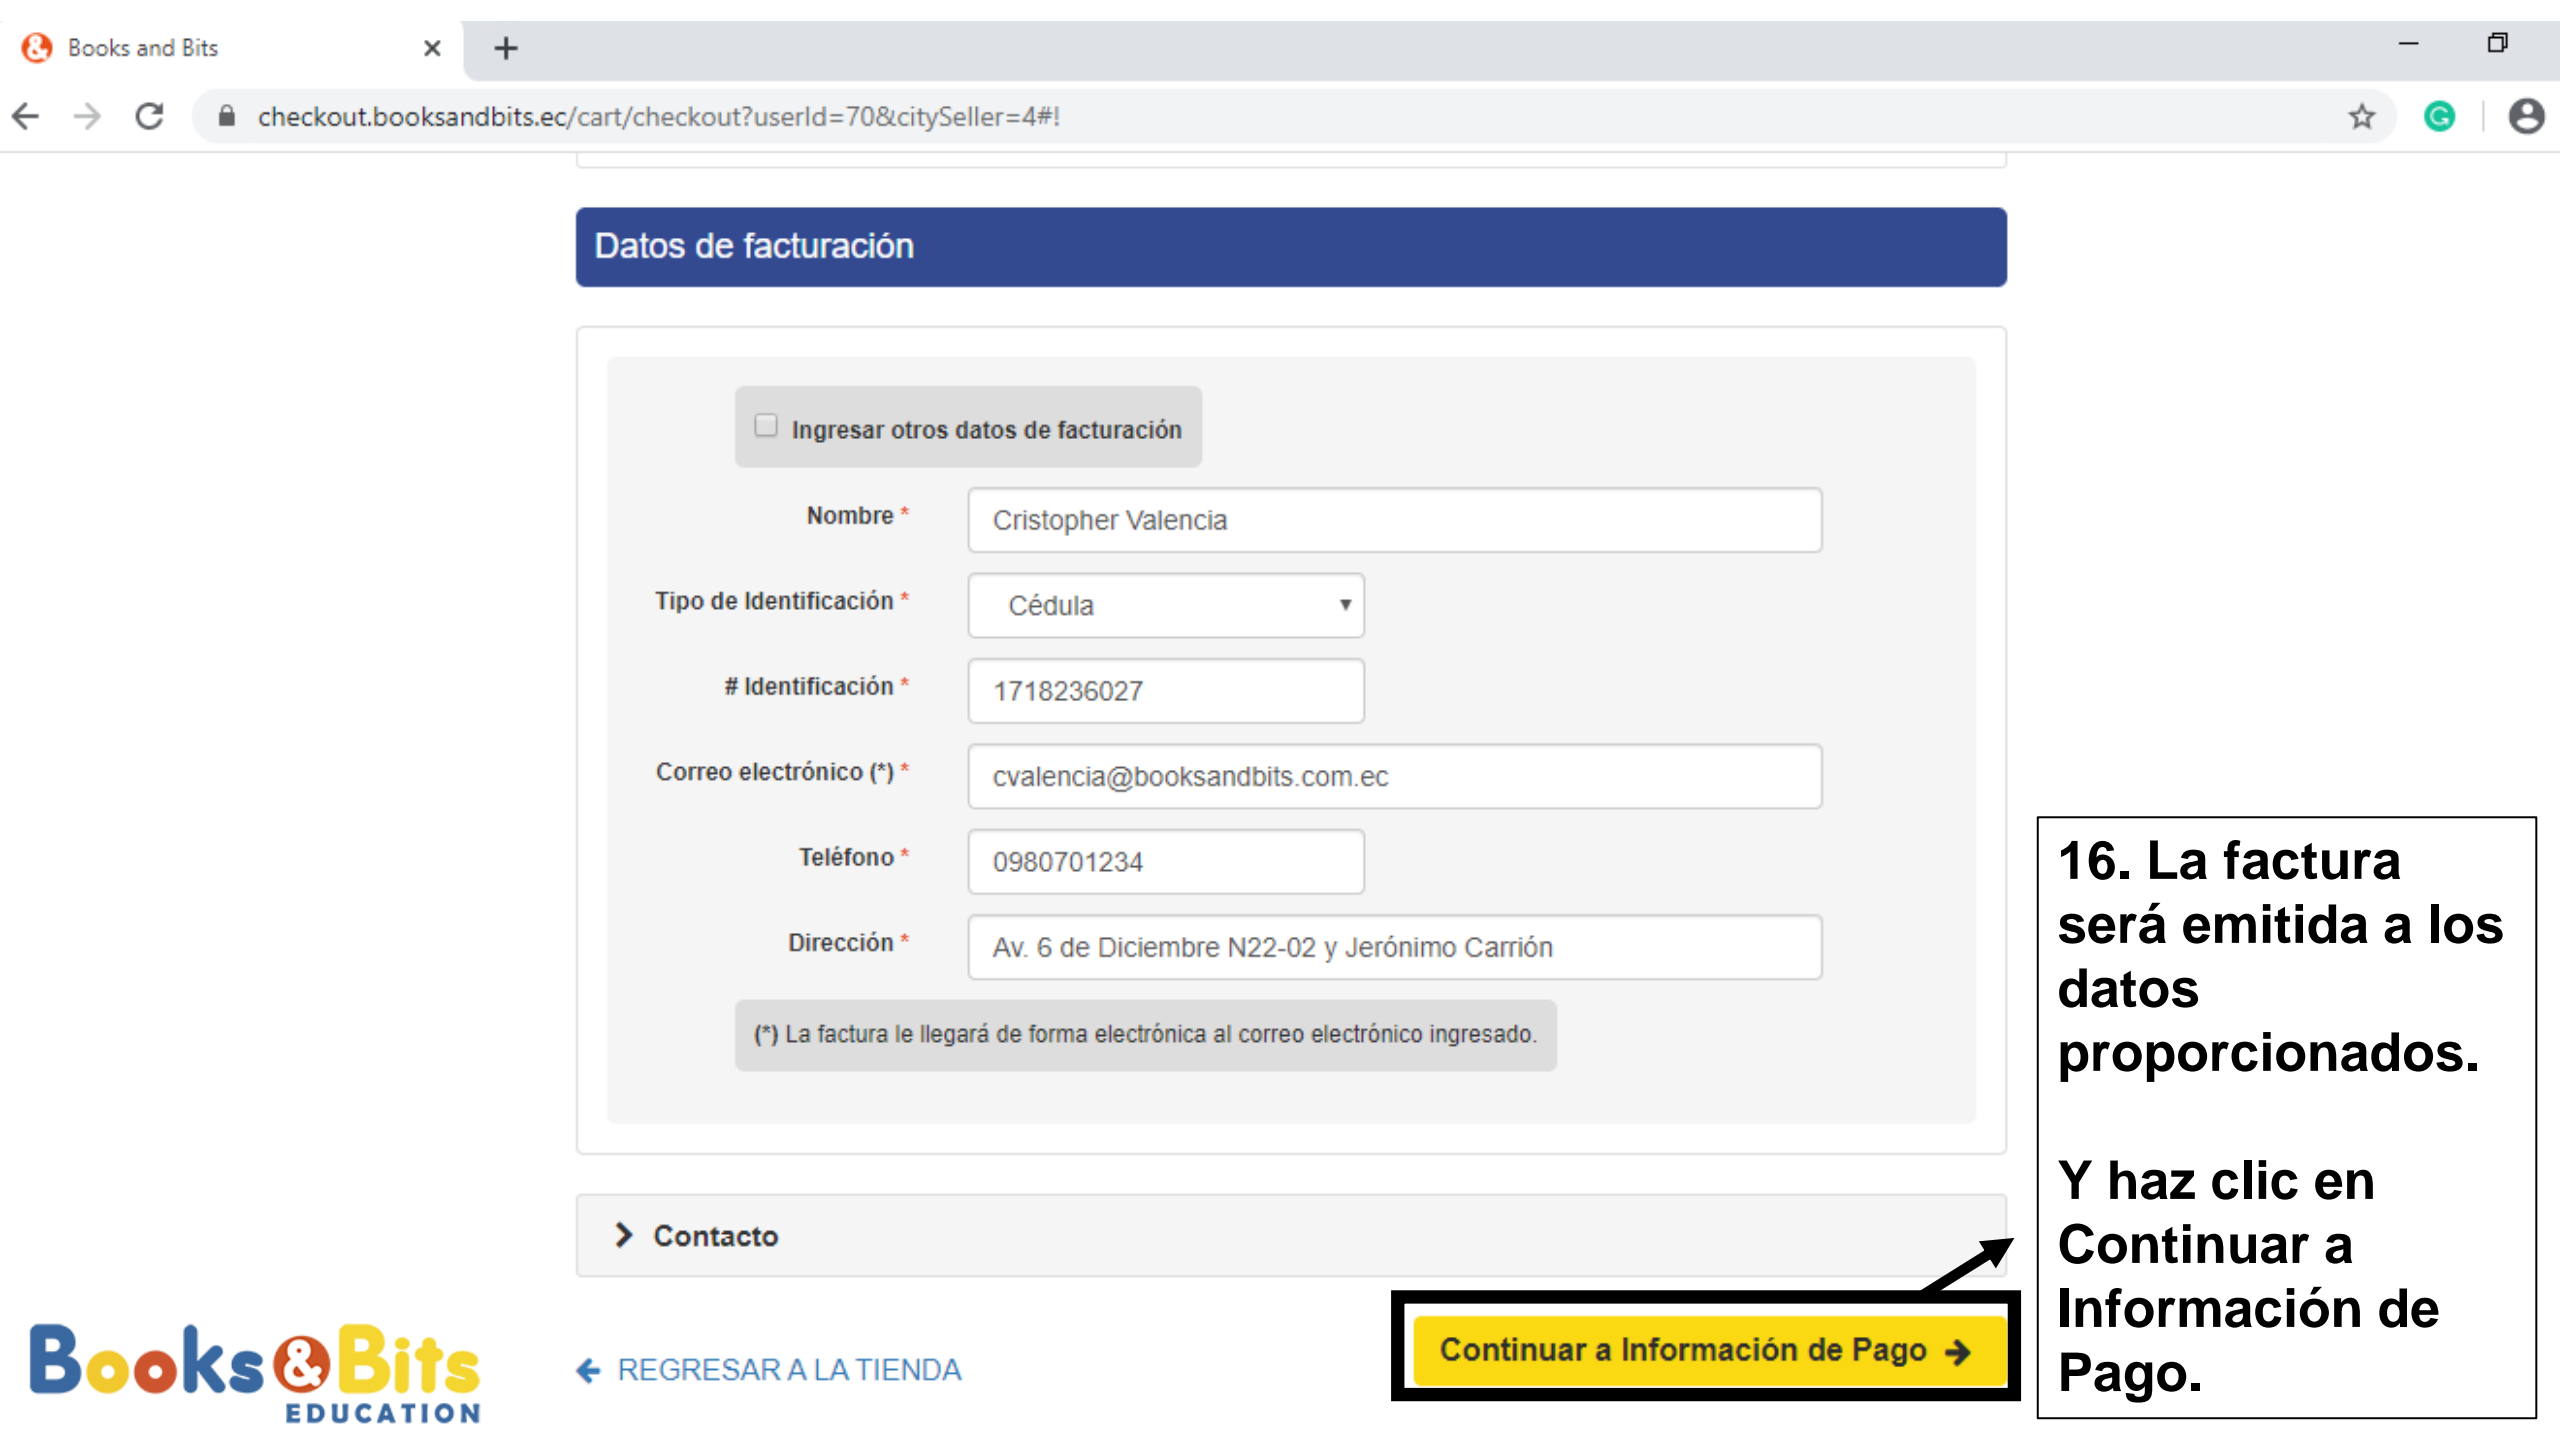 Books and Bits
checkout.booksandbits.ec/cart/checkout?userId=70&citySeller=4#!
Datos de facturación
Ingresar otros datos de facturación
Nombre * Cristopher Valencia
Tipo de Identificación * Cédula
# Identificación * 1718236027
Correo electrónico (*) * cvalencia@booksandbits.com.ec
Teléfono * 0980701234
Dirección * Av. 6 de Diciembre N22-02 y Jerónimo Carrión
(*) La factura le llegará de forma electrónica al correo electrónico ingresado.
Contacto
REGRESAR A LA TIENDA
Continuar a Información de Pago
16. La factura
será emitida a los
datos
proporcionados.
Y haz clic en
Continuar a
Información de
Pago.
Books&Bits
EDUCATION